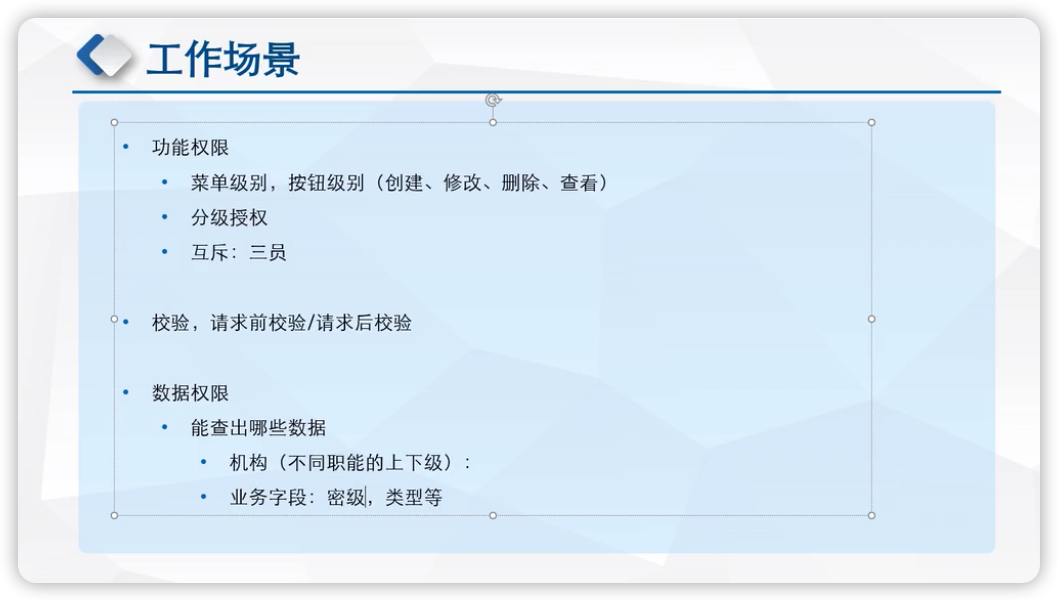 工作场景
• 功能权限
• 菜单级别，按钮级别（创建、修改、删除、查看）
• 分级授权
• 互斥：三员
• 校验，请求前校验/请求后校验
• 数据权限
• 能查出哪些数据
• 机构（不同职能的上下级）：
• 业务字段：密级，类型等